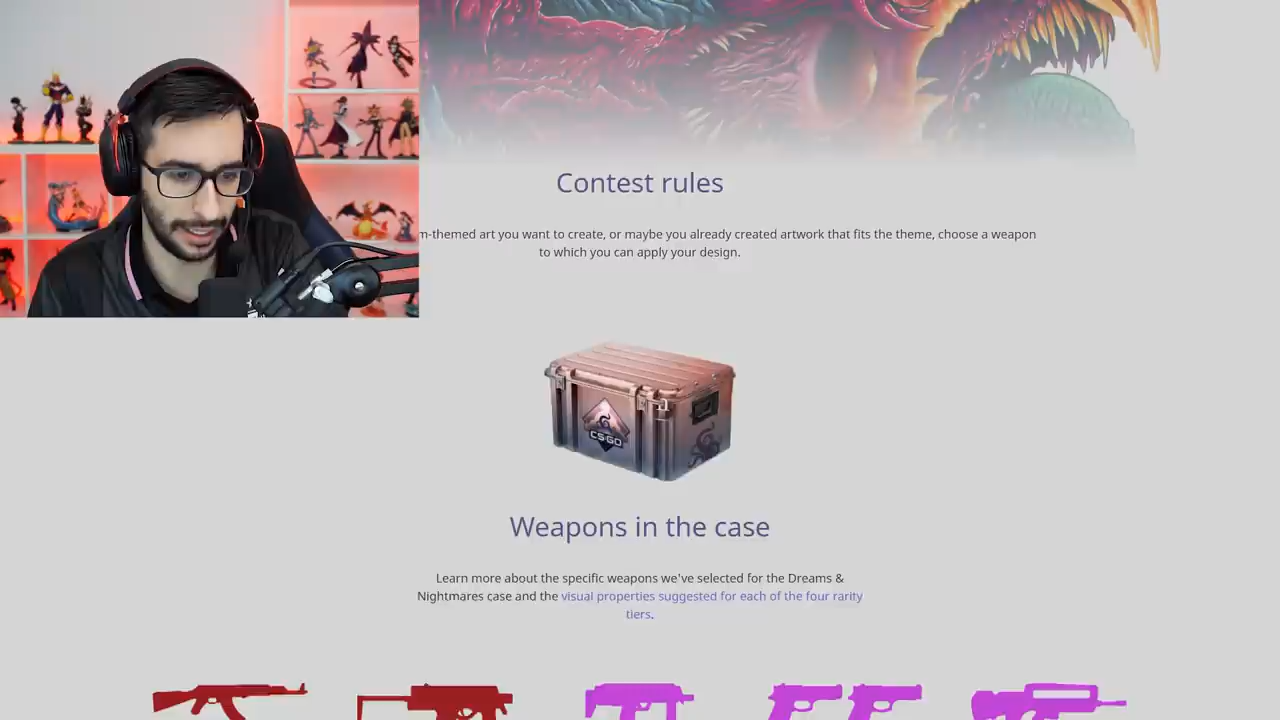 Contest rules
m-themed art you want to create, or maybe you already created artwork that fits the theme, choose a weapon
to which you can apply your design.
CS:GO
Weapons in the case
Learn more about the specific weapons we've selected for the Dreams &
Nightmares case and the visual properties suggested for each of the four rarity
tiers.